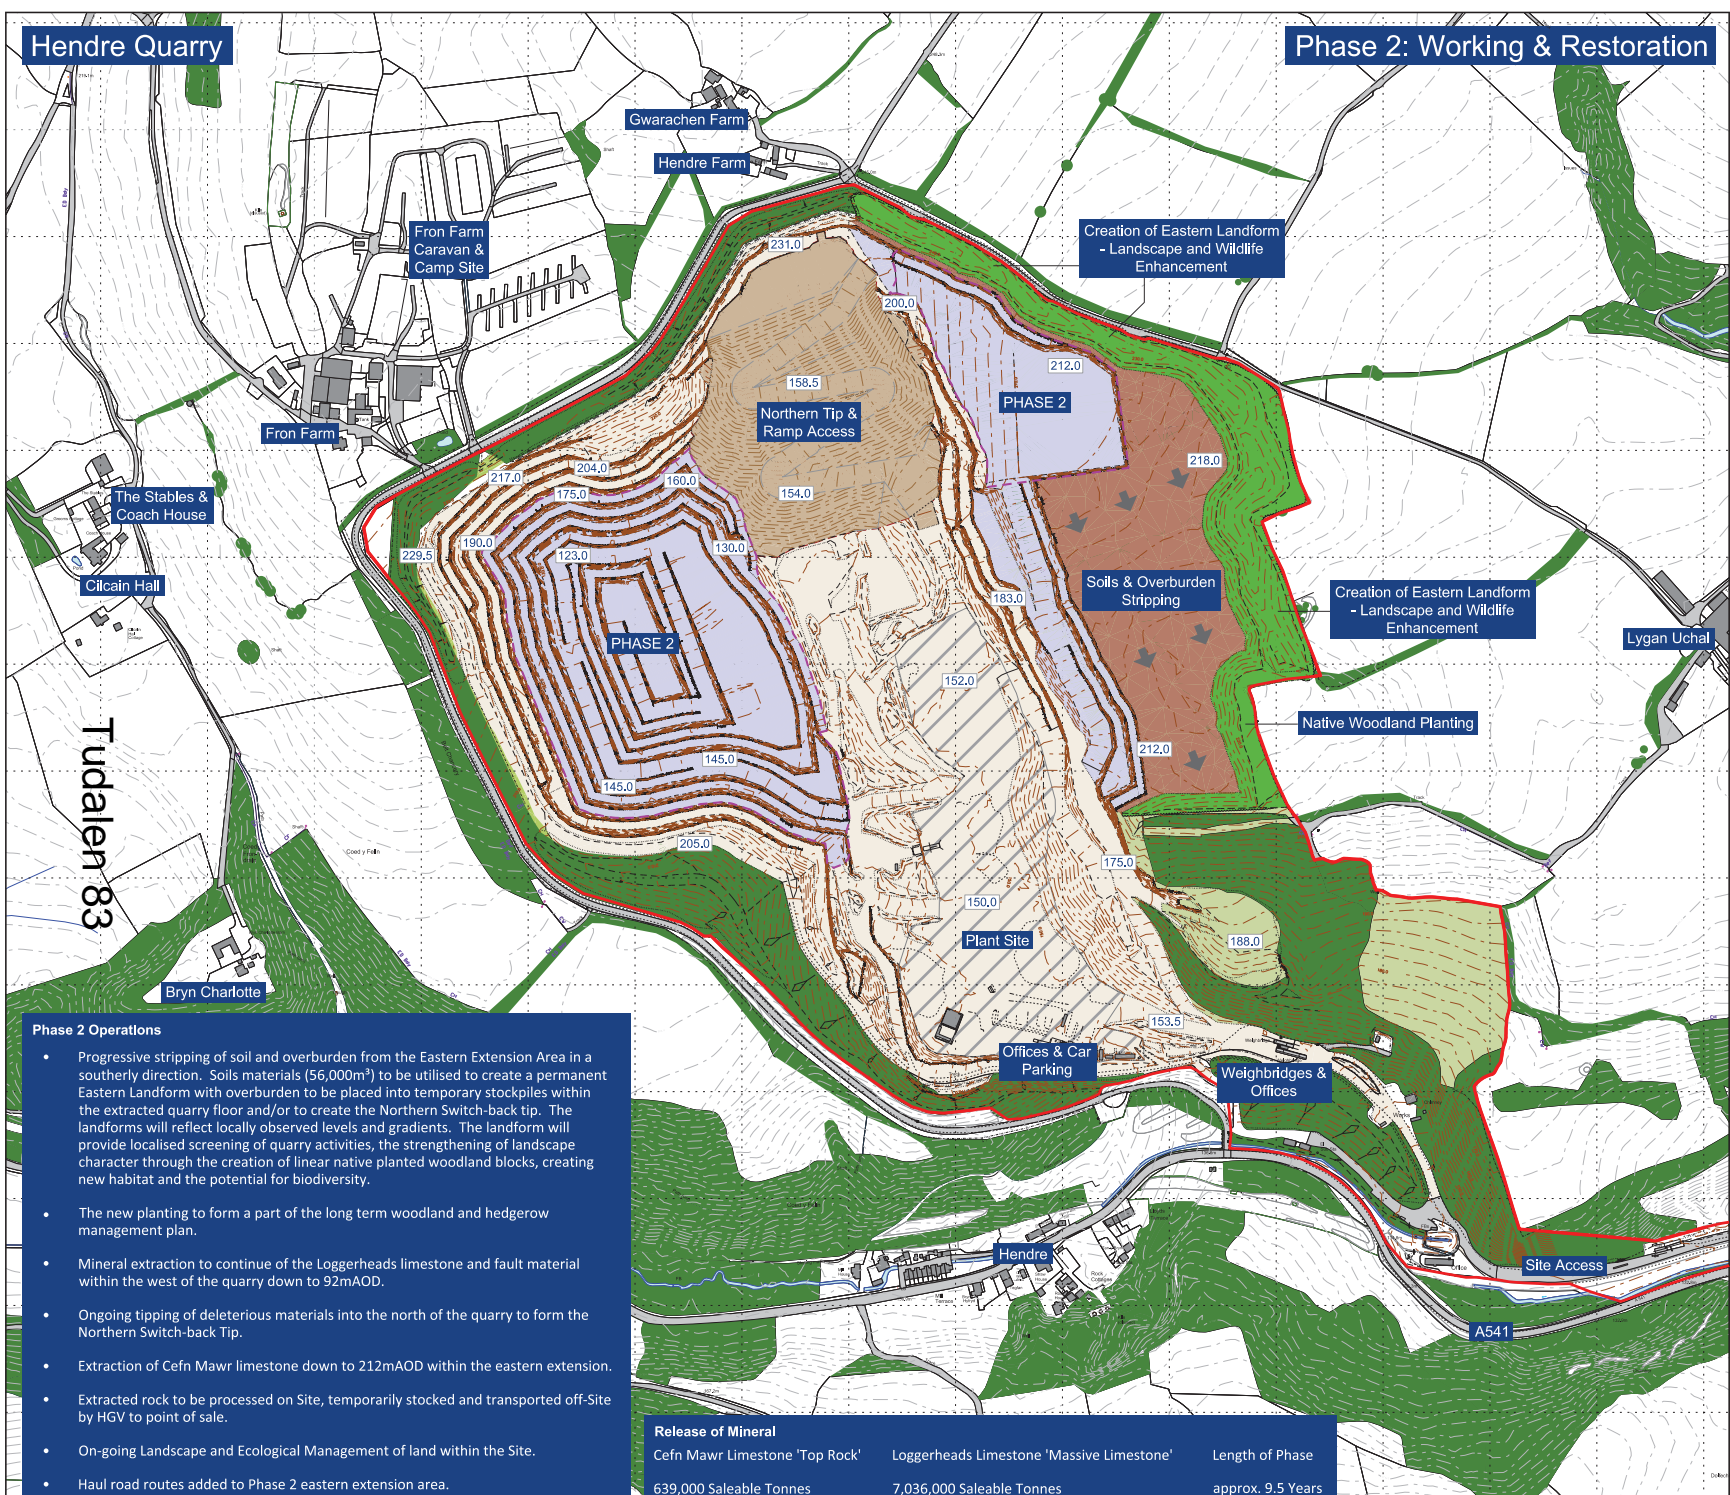 Hendre Quarry
Phase 2: Working & Restoration
Gwarachen Farm
Hendre Farm
Track
Shaft
Fron Farm
Caravan &
Camp Site
Creation of Eastern Landform
- Landscape and Wildlife
Enhancement
231.0
200.0
212.0
158.5
PHASE 2
Northern Tip &
Ramp Access
Fron Farm
218.0
204.0
217.0
175.0
160.0
154.0
The Stables &
Coach House
190.0
229.5
123.0
130.0
Cilcain Hall
Soils & Overburden
Stripping
183.0
Creation of Eastern Landform
- Landscape and Wildlife
Enhancement
Lygan Uchal
PHASE 2
152.0
Native Woodland Planting
212.0
145.0
145.0
Tudalen 83
205.0
Coed y Felin
175.0
150.0
Plant Site
188.0
Bryn Charlotte
153.5
Offices & Car
Parking
Weighbridges &
Offices
Works
Hendre
Mill
Terrace
Rock
Cottages
Office
Site Access
A541
Phase 2 Operations
• Progressive stripping of soil and overburden from the Eastern Extension Area in a
southerly direction. Soils materials (56,000m³) to be utilised to create a permanent
Eastern Landform with overburden to be placed into temporary stockpiles within
the extracted quarry floor and/or to create the Northern Switch-back tip. The
landforms will reflect locally observed levels and gradients. The landform will
provide localised screening of quarry activities, the strengthening of landscape
character through the creation of linear native planted woodland blocks, creating
new habitat and the potential for biodiversity.
• The new planting to form a part of the long term woodland and hedgerow
management plan.
• Mineral extraction to continue of the Loggerheads limestone and fault material
within the west of the quarry down to 92mAOD.
• Ongoing tipping of deleterious materials into the north of the quarry to form the
Northern Switch-back Tip.
• Extraction of Cefn Mawr limestone down to 212mAOD within the eastern extension.
• Extracted rock to be processed on Site, temporarily stocked and transported off-Site
by HGV to point of sale.
• On-going Landscape and Ecological Management of land within the Site.
• Haul road routes added to Phase 2 eastern extension area.
Release of Mineral
Cefn Mawr Limestone 'Top Rock' Loggerheads Limestone 'Massive Limestone' Length of Phase
639,000 Saleable Tonnes 7,036,000 Saleable Tonnes approx. 9.5 Years